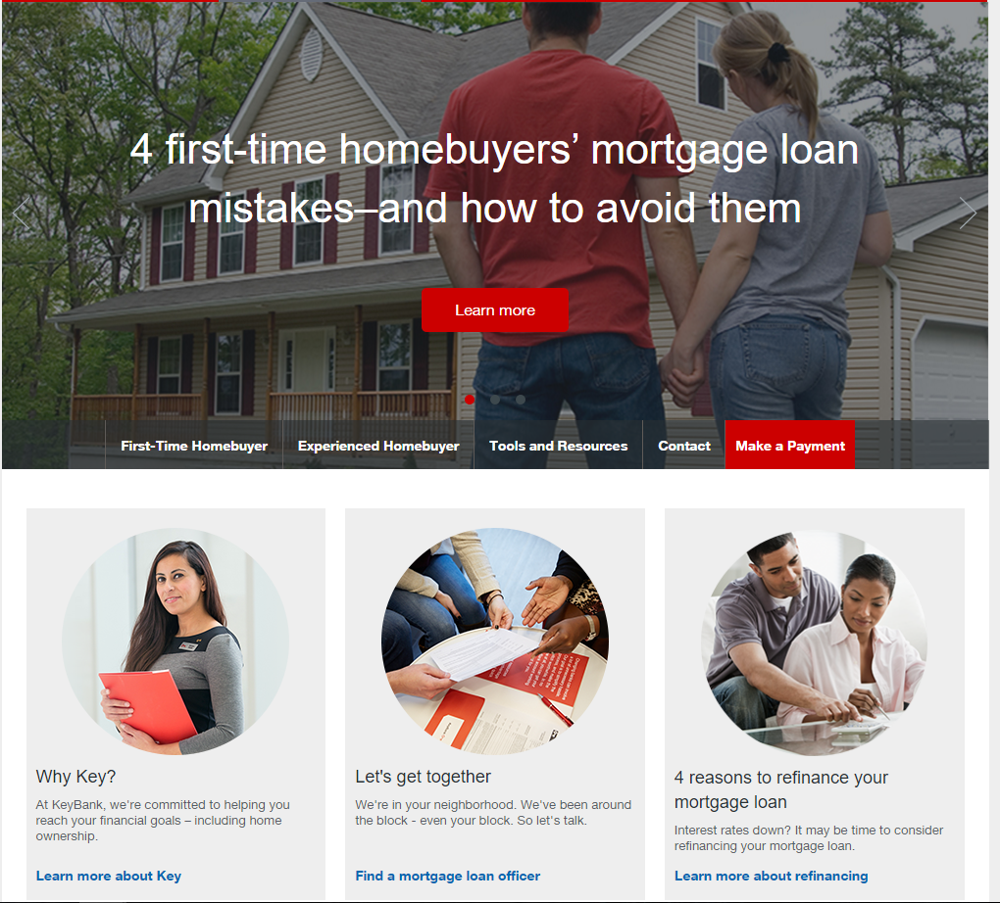 4 first-time homebuyers’ mortgage loan
mistakes–and how to avoid them
Learn more
First-Time Homebuyer
Experienced Homebuyer
Tools and Resources
Contact
Make a Payment
Why Key?
At KeyBank, we're committed to helping you
reach your financial goals – including home
ownership.
Learn more about Key
Let's get together
We're in your neighborhood. We've been around
the block - even your block. So let's talk.
Find a mortgage loan officer
4 reasons to refinance your
mortgage loan
Interest rates down? It may be time to consider
refinancing your mortgage loan.
Learn more about refinancing